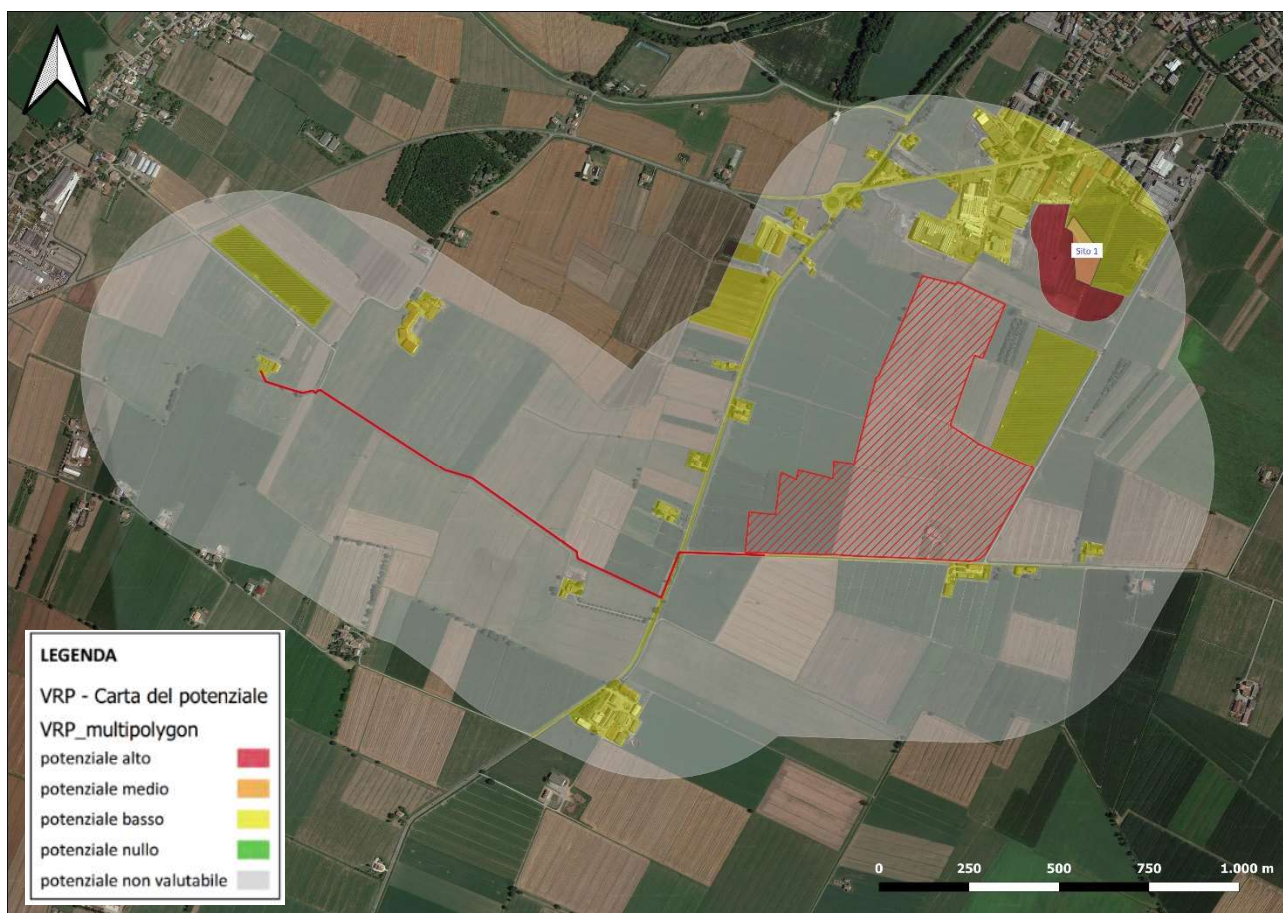 Sito 1
LEGENDA
VRP - Carta del potenziale
VRP_multipolygon
potenziale alto
potenziale medio
potenziale basso
potenziale nullo
potenziale non valutabile
0 250 500 750 1.000 m